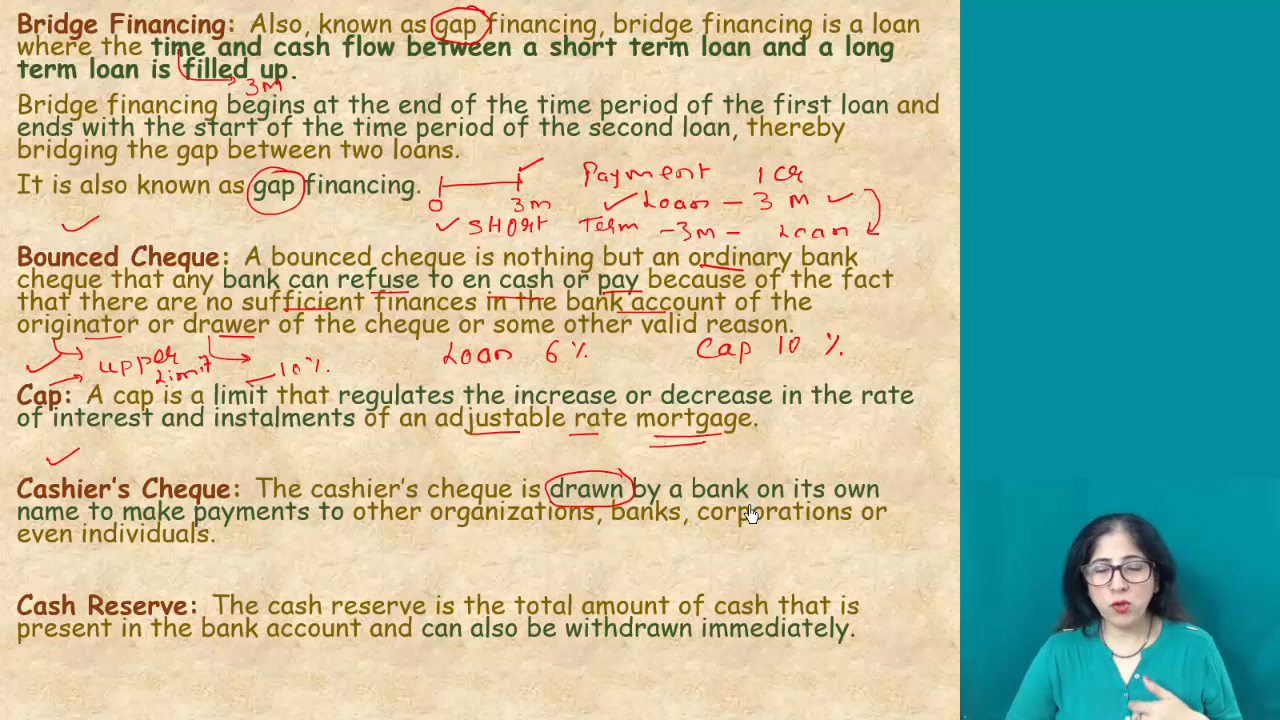 Bridge Financing: Also, known as gap financing, bridge financing is a loan
where the time and cash flow between a short term loan and a long
term loan is filled up.
3M
Bridge financing begins at the end of the time period of the first loan and
ends with the start of the time period of the second loan, thereby
bridging the gap between two loans.
Payment 1 CR
It is also known as gap financing.
0 3m Loan - 3 M
SHORT Term -3M- Loan
Bounced Cheque: A bounced cheque is nothing but an ordinary bank
cheque that any bank can refuse to en cash or pay because of the fact
that there are no sufficient finances in the bank account of the
originator or drawer of the cheque or some other valid reason.
Loan 6 % Cap 10 %
upper
Limit 10%.
Cap: A cap is a limit that regulates the increase or decrease in the rate
of interest and instalments of an adjustable rate mortgage.
Cashier's Cheque: The cashier's cheque is drawn by a bank on its own
name to make payments to other organizations, banks, corporations or
even individuals.
Cash Reserve: The cash reserve is the total amount of cash that is
present in the bank account and can also be withdrawn immediately.